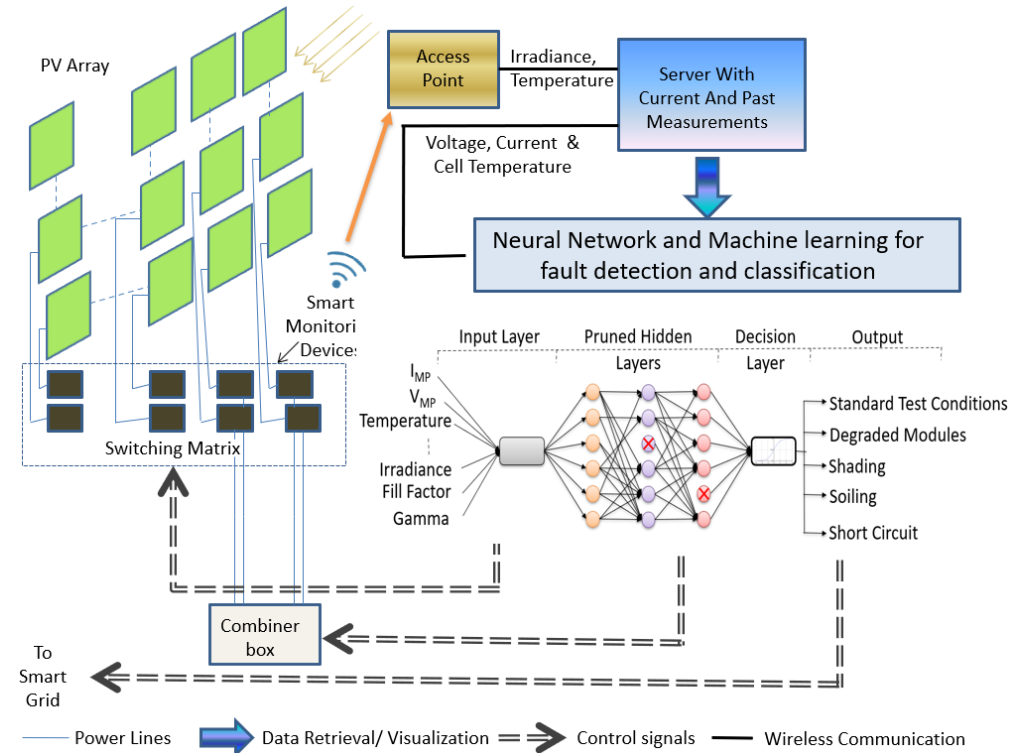 PV Array
Access
Point
Irradiance,
Temperature
Server With
Current And Past
Measurements
Voltage, Current &
Cell Temperature
Neural Network and Machine learning for
fault detection and classification
Smart
Monitori
Device:
Switching Matrix
Input Layer
Pruned Hidden
Layers
Decision
Layer
Output
IMP
VMP
Temperature
Irradiance
Fill Factor
Gamma
Standard Test Conditions
Degraded Modules
Shading
Soiling
Short Circuit
Combiner
box
To
Smart
Grid
Power Lines
Data Retrieval/ Visualization
Control signals
Wireless Communication